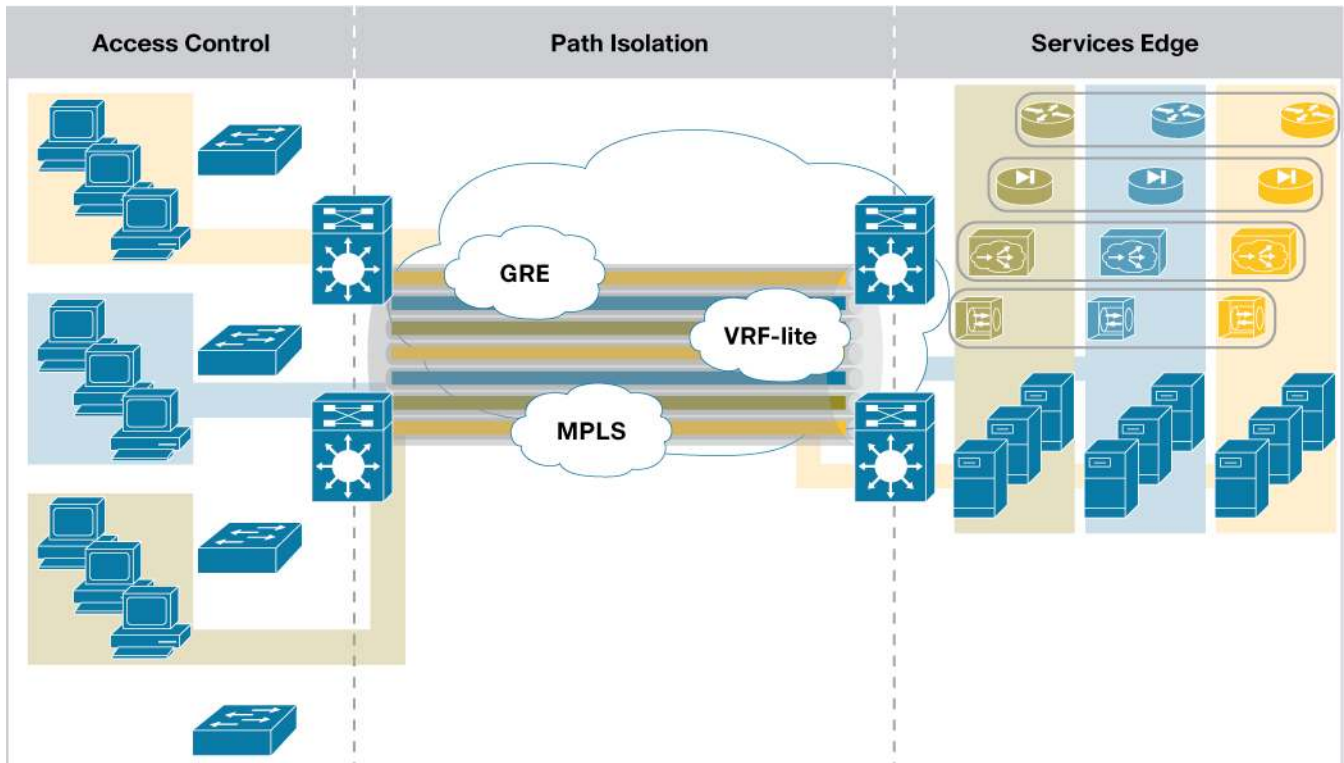 Access Control
Path Isolation
Services Edge
GRE
VRF-lite
MPLS